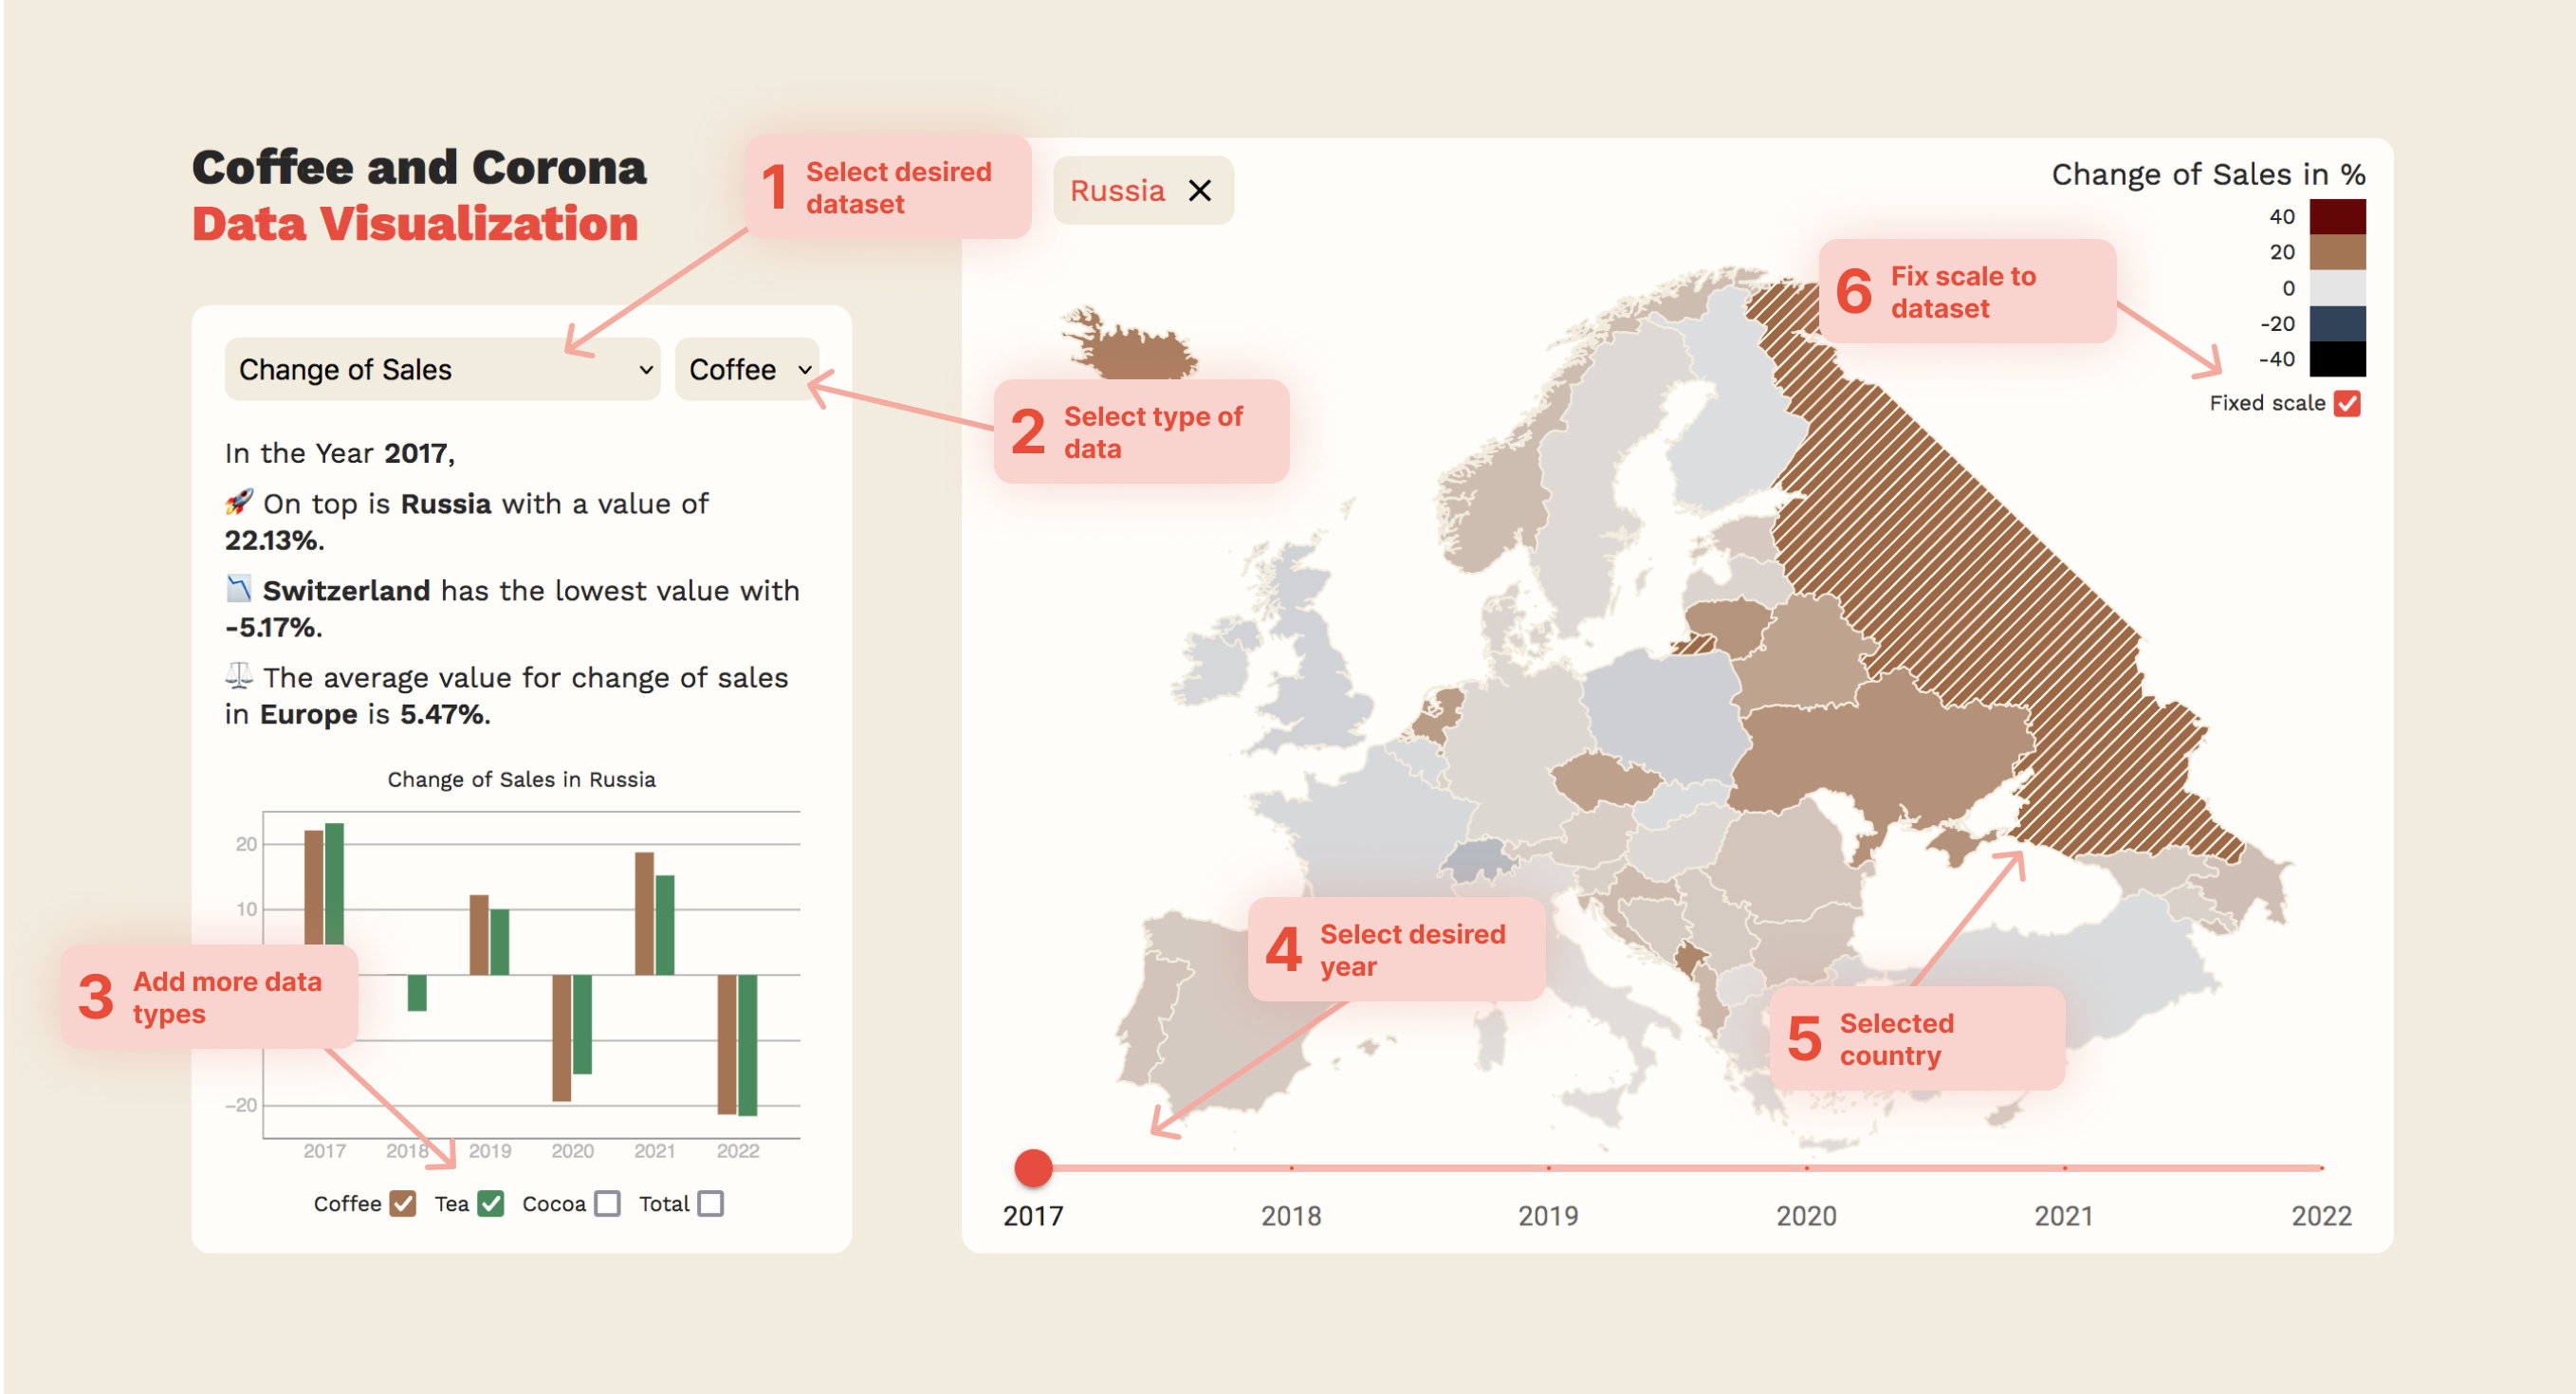 Coffee and Corona
Data Visualization
1 Select desired
dataset
Change of Sales
Coffee
2 Select type of
data
In the Year 2017,
🚀 On top is Russia with a value of
22.13%.
📉 Switzerland has the lowest value with
-5.17%.
⚖️ The average value for change of sales
in Europe is 5.47%.
Change of Sales in Russia
20
10
-20
2017 2018 2019 2020 2021 2022
3 Add more data
types
Coffee Tea Cocoa Total
Russia ✕
Change of Sales in %
40
20
0
-20
-40
Fixed scale
6 Fix scale to
dataset
4 Select desired
year
5 Selected
country
2017 2018 2019 2020 2021 2022